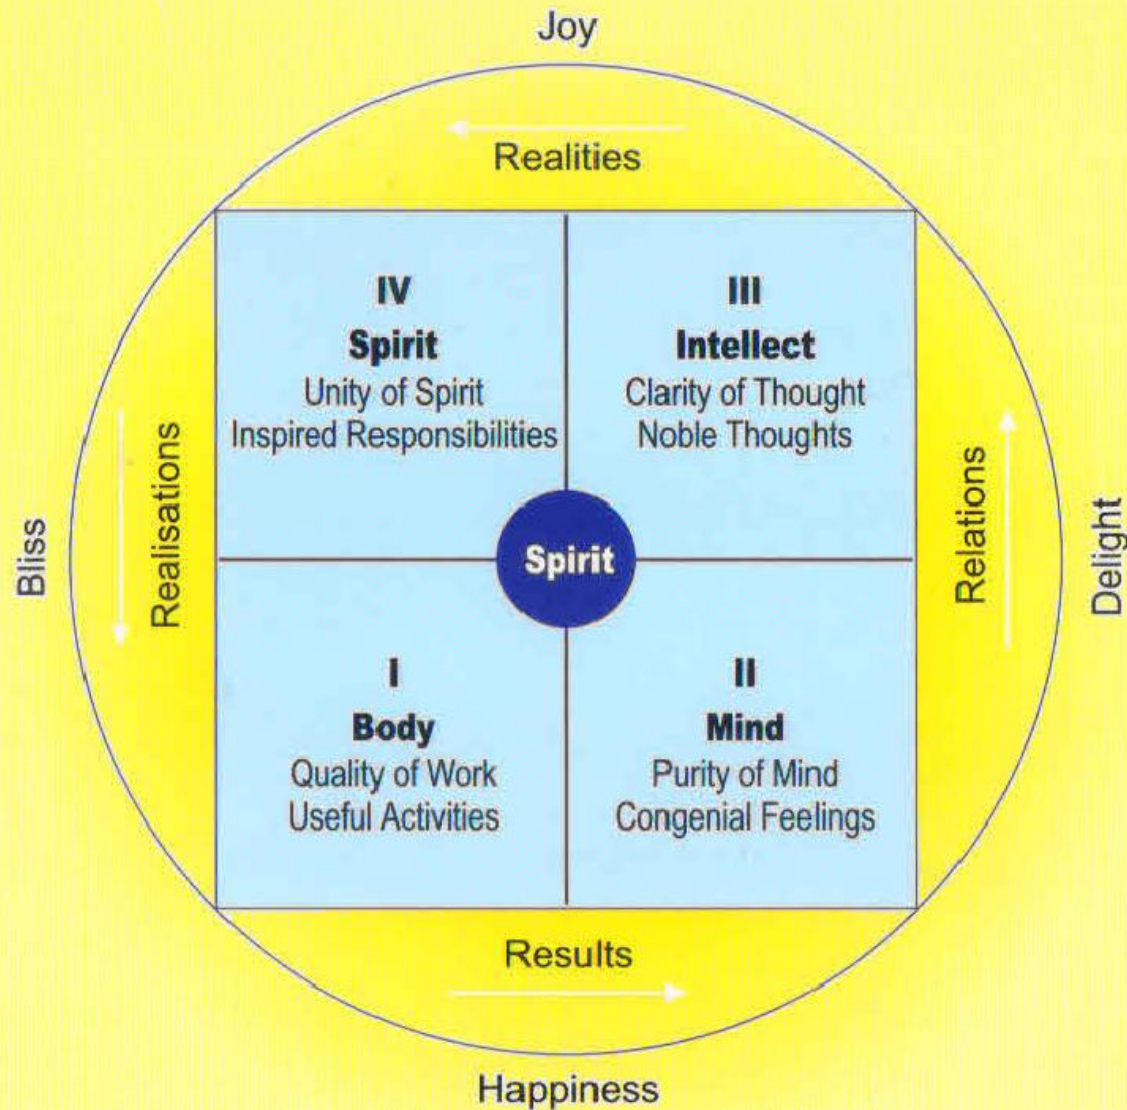 Joy
Realities
IV
Spirit
Unity of Spirit
Inspired Responsibilities
III
Intellect
Clarity of Thought
Noble Thoughts
Bliss
Realisations
Spirit
Relations
Delight
I
Body
Quality of Work
Useful Activities
II
Mind
Purity of Mind
Congenial Feelings
Results
Happiness